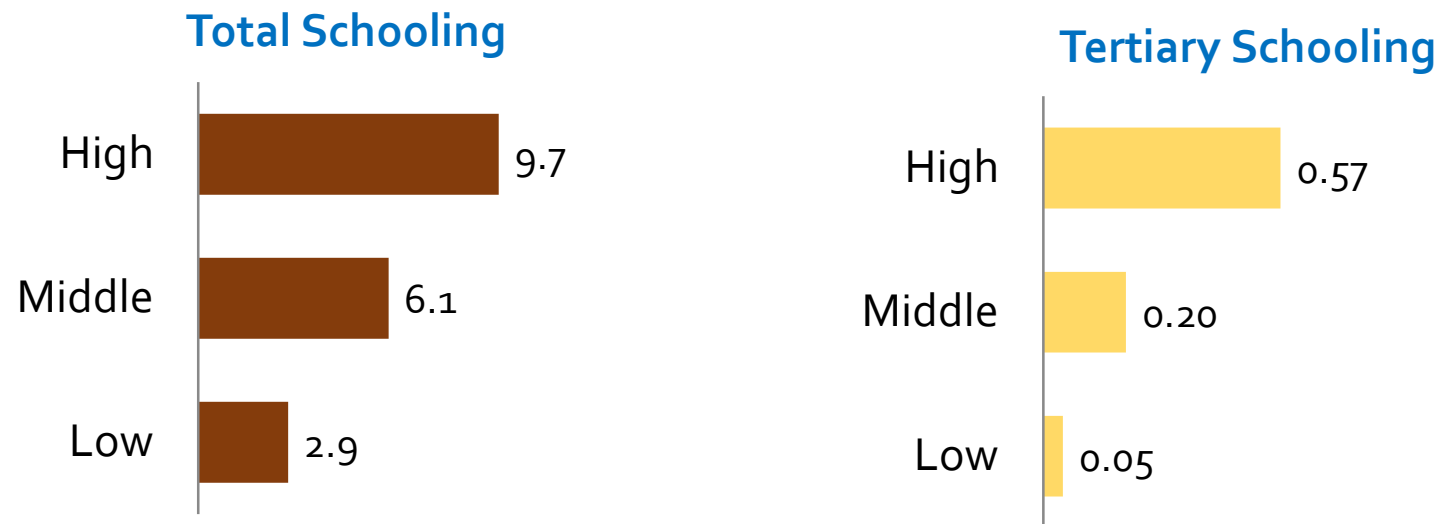 Total Schooling
High
9.7
Middle
6.1
Low
2.9
Tertiary Schooling
High
0.57
Middle
0.20
Low
0.05